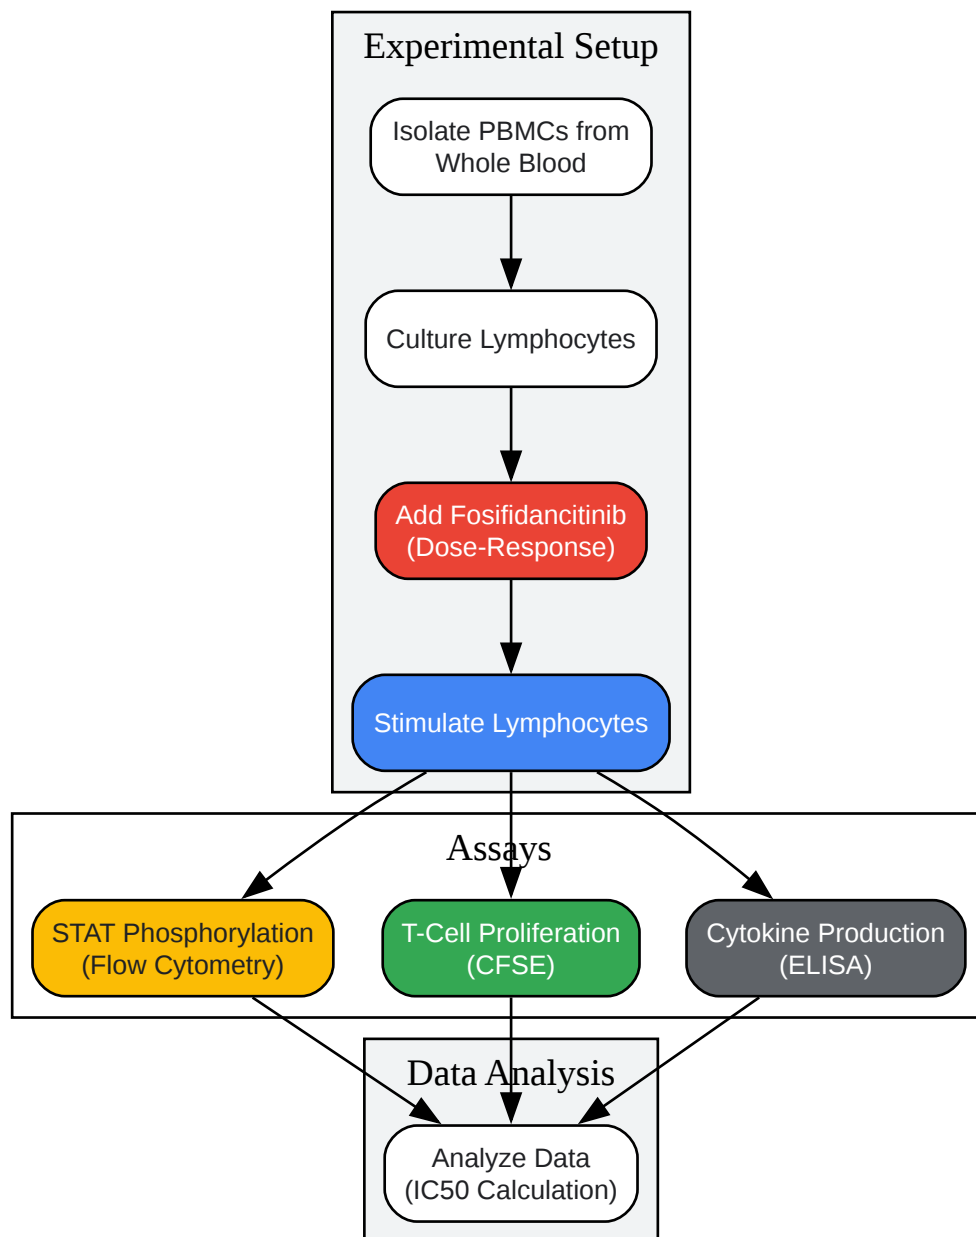 Experimental Setup
Isolate PBMCs from
Whole Blood
Culture Lymphocytes
Add Fosifidancitinib
(Dose-Response)
Stimulate Lymphocytes
Assays
STAT Phosphorylation
(Flow Cytometry)
T-Cell Proliferation
(CFSE)
Cytokine Production
(ELISA)
Data Analysis
Analyze Data
(IC50 Calculation)